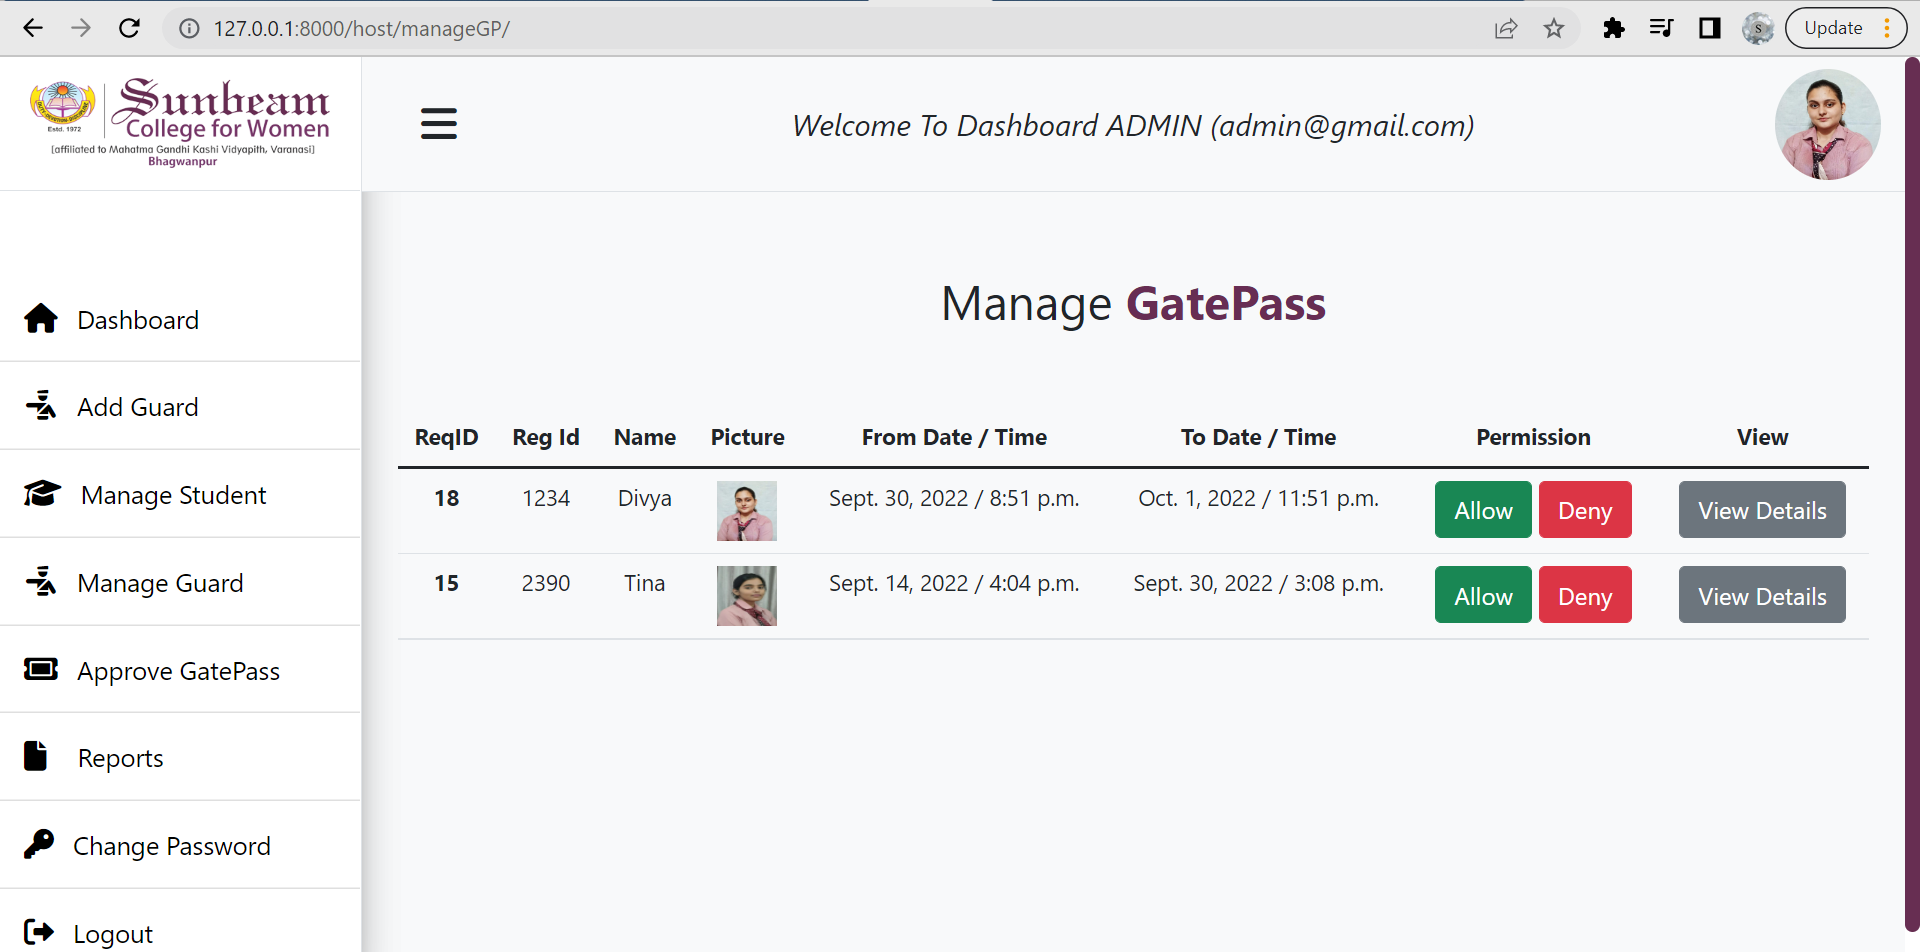 127.0.0.1:8000/host/manageGP/
S
Update
Estd. 1972
Sunbeam
College for Women
(affiliated to Mahatma Gandhi Kashi Vidyapith, Varanasi)
Bhagwanpur
Welcome To Dashboard ADMIN (admin@gmail.com)
Dashboard
Add Guard
Manage Student
Manage Guard
Approve GatePass
Reports
Change Password
Logout
Manage GatePass
ReqID Reg Id Name Picture From Date / Time To Date / Time Permission View
18 1234 Divya Sept. 30, 2022 / 8:51 p.m. Oct. 1, 2022 / 11:51 p.m. Allow Deny View Details
15 2390 Tina Sept. 14, 2022 / 4:04 p.m. Sept. 30, 2022 / 3:08 p.m. Allow Deny View Details